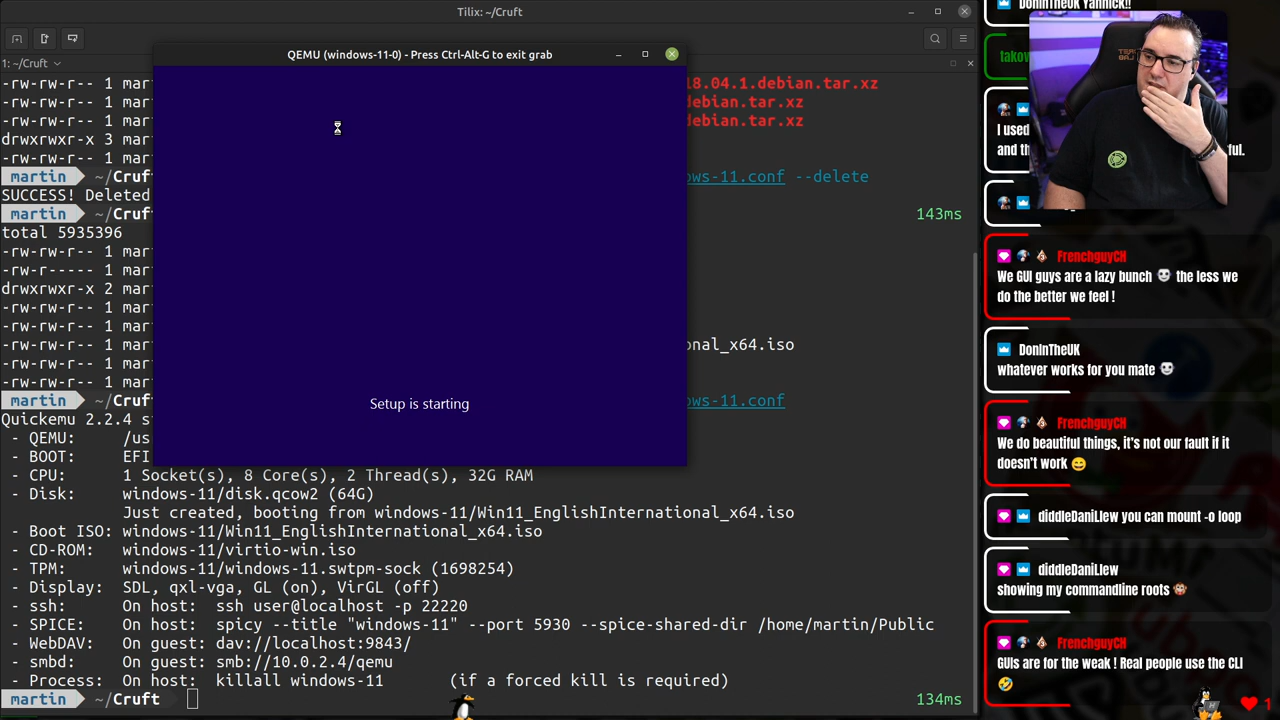 Tilix: ~/Cruft
1: ~/Cruft
QEMU (windows-11-0) - Press Ctrl-Alt-G to exit grab
Setup is starting
-rw-rw-r-- 1 mar
18.04.1.debian.tar.xz
-rw-rw-r-- 1 mar
debian.tar.xz
-rw-rw-r-- 1 mar
debian.tar.xz
drwxrwxr-x 3 mar
-rw-rw-r-- 1 mar
martin ~/Cruf
ws-11.conf --delete
SUCCESS! Deleted
martin ~/Cruf
143ms
total 5935396
-rw-rw-r-- 1 mar
-rw-r----- 1 mar
drwxrwxr-x 2 mar
-rw-rw-r-- 1 mar
-rw-rw-r-- 1 mar
-rw-rw-r-- 1 mar
onal_x64.iso
-rw-rw-r-- 1 mar
-rw-rw-r-- 1 mar
martin ~/Cruf
ws-11.conf
Quickemu 2.2.4 s
- QEMU: /us
- BOOT: EFI
- CPU: 1 Socket(s), 8 Core(s), 2 Thread(s), 32G RAM
- Disk: windows-11/disk.qcow2 (64G)
Just created, booting from windows-11/Win11_EnglishInternational_x64.iso
- Boot ISO: windows-11/Win11_EnglishInternational_x64.iso
- CD-ROM: windows-11/virtio-win.iso
- TPM: windows-11/windows-11.swtpm-sock (1698254)
- Display: SDL, qxl-vga, GL (on), VirGL (off)
- ssh: On host: ssh user@localhost -p 22220
- SPICE: On host: spicy --title "windows-11" --port 5930 --spice-shared-dir /home/martin/Public
- WebDAV: On guest: dav://localhost:9843/
- smbd: On guest: smb://10.0.2.4/qemu
- Process: On host: killall windows-11 (if a forced kill is required)
martin ~/Cruft
134ms
DonInTheUK Yannick!!
takov
I used
and th
ful.
FrenchguyCH
We GUI guys are a lazy bunch 💀 the less we
do the better we feel !
DonInTheUK
whatever works for you mate 💀
FrenchguyCH
We do beautiful things, it's not our fault if it
doesn't work 😄
diddleDaniLlew you can mount -o loop
diddleDaniLlew
showing my commandline roots 🐵
FrenchguyCH
GUIs are for the weak ! Real people use the CLI
🤣
1